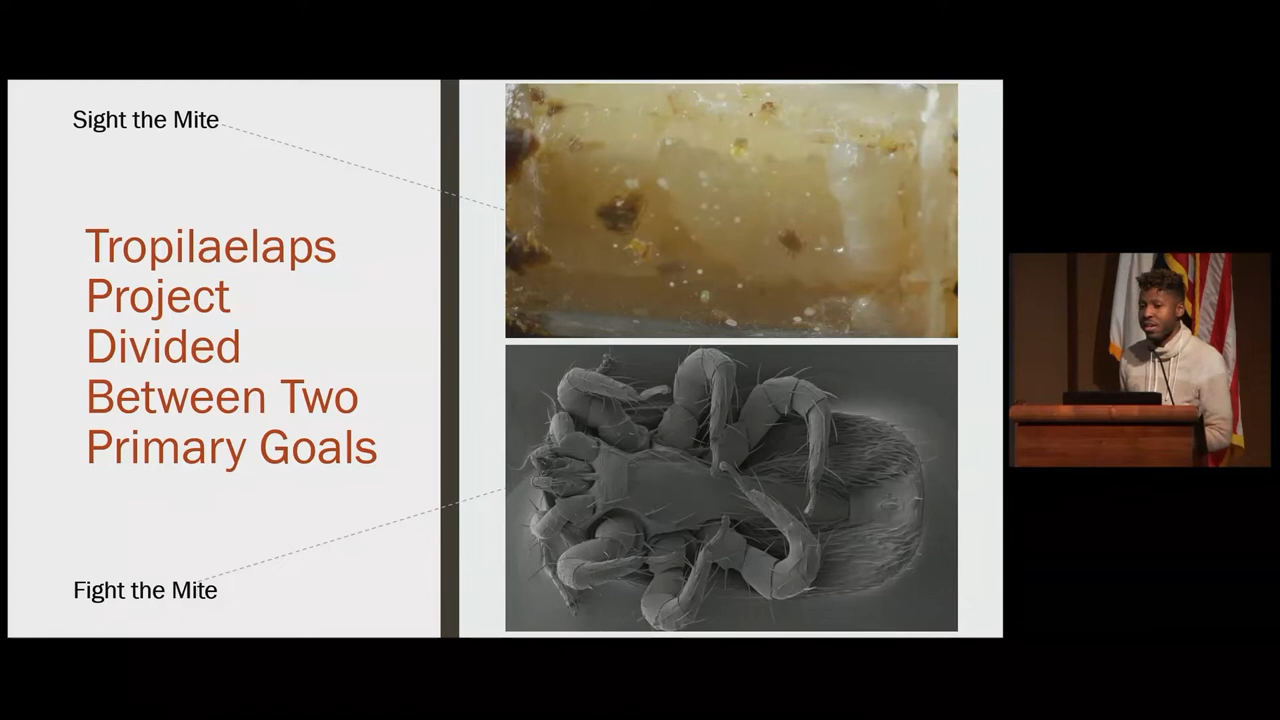 Sight the Mite
Tropilaelaps
Project
Divided
Between Two
Primary Goals
Fight the Mite